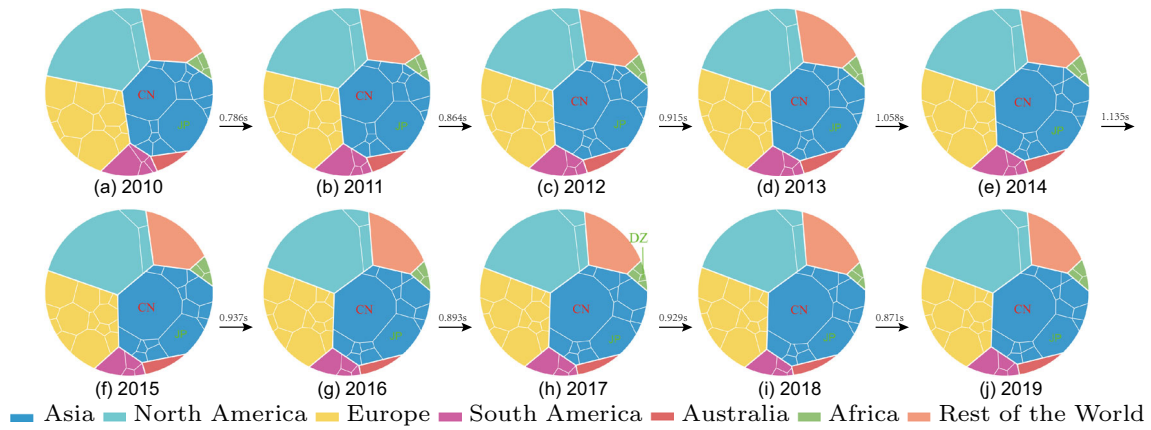 CN
JP
0.786s
CN
JP
0.864s
CN
JP
0.915s
CN
JP
1.058s
CN
JP
1.135s
(a) 2010
(b) 2011
(c) 2012
(d) 2013
(e) 2014
CN
JP
0.937s
CN
JP
0.893s
DZ
CN
JP
0.929s
CN
JP
0.871s
CN
JP
(f) 2015
(g) 2016
(h) 2017
(i) 2018
(j) 2019
Asia North America Europe South America Australia Africa Rest of the World